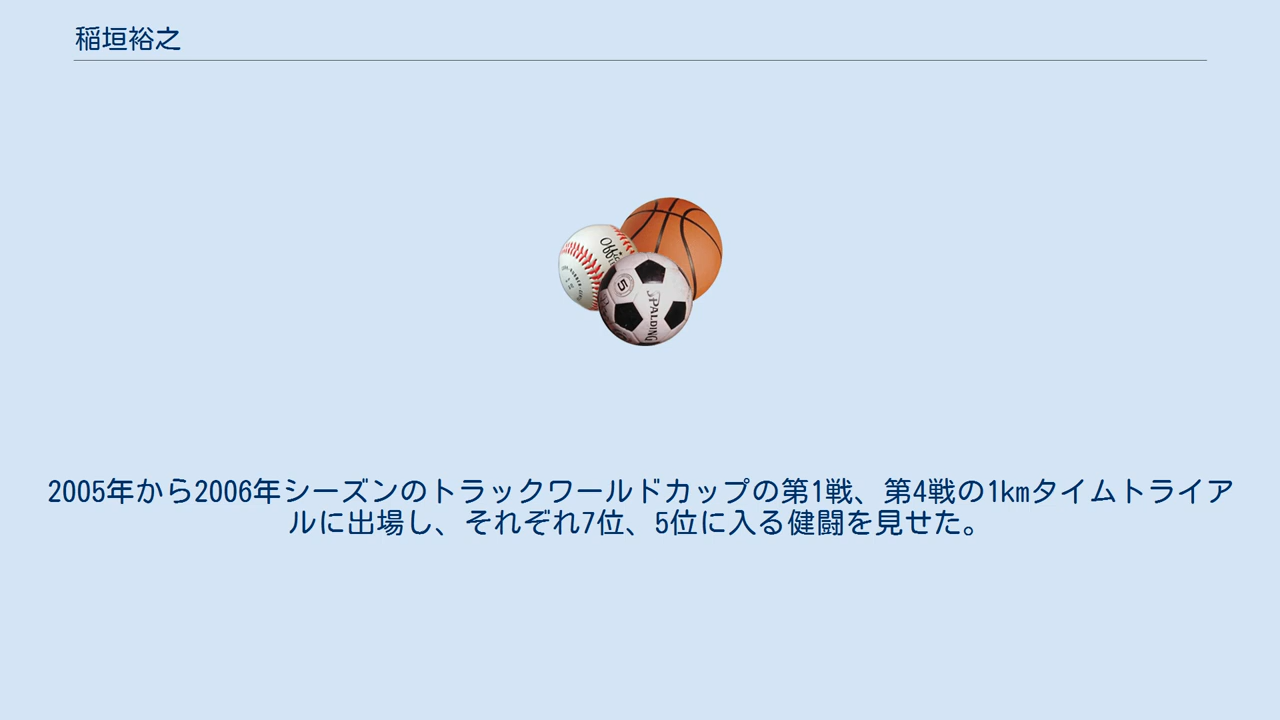 稲垣裕之
Offic
5
SPALDING
2005年から2006年シーズンのトラックワールドカップの第1戦、第4戦の1kmタイムトライア
ルに出場し、それぞれ7位、5位に入る健闘を見せた。